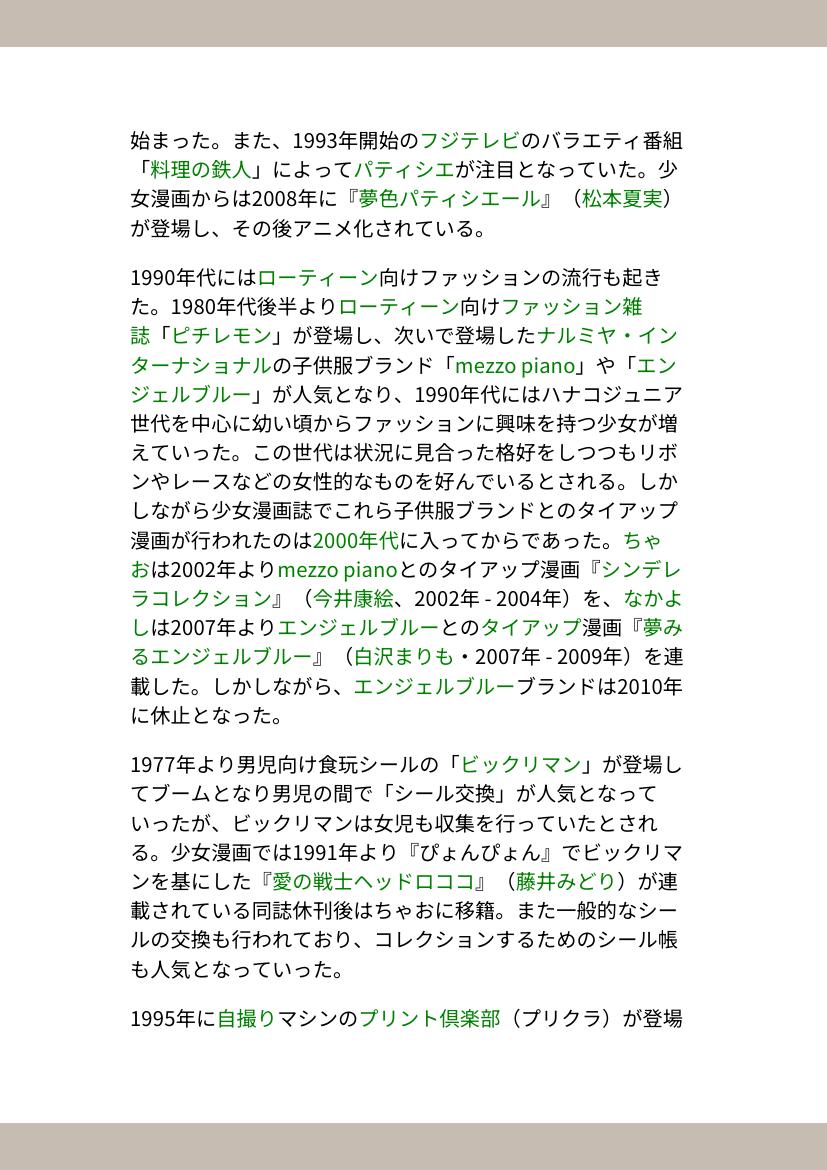 始まった。また、1993年開始のフジテレビのバラエティ番組
「料理の鉄人」によってパティシエが注目となっていた。少
女漫画からは2008年に『夢色パティシエール』（松本夏実）
が登場し、その後アニメ化されている。
1990年代にはローティーン向けファッションの流行も起き
た。1980年代後半よりローティーン向けファッション雑
誌「ピチレモン」が登場し、次いで登場したナルミヤ・イン
ターナショナルの子供服ブランド「mezzo piano」や「エン
ジェルブルー」が人気となり、1990年代にはハナコジュニア
世代を中心に幼い頃からファッションに興味を持つ少女が増
えていった。この世代は状況に見合った格好をしつつもリボ
ンやレースなどの女性的なものを好んでいるとされる。しか
しながら少女漫画誌でこれら子供服ブランドとのタイアップ
漫画が行われたのは2000年代に入ってからであった。ちゃ
おは2002年よりmezzo pianoとのタイアップ漫画『シンデレ
ラコレクション』（今井康絵、2002年 - 2004年）を、なかよ
しは2007年よりエンジェルブルーとのタイアップ漫画『夢み
るエンジェルブルー』（白沢まりも・2007年 - 2009年）を連
載した。しかしながら、エンジェルブルーブランドは2010年
に休止となった。
1977年より男児向け食玩シールの「ビックリマン」が登場し
てブームとなり男児の間で「シール交換」が人気となって
いったが、ビックリマンは女児も収集を行っていたとされ
る。少女漫画では1991年より『ぴょんぴょん』でビックリマ
ンを基にした『愛の戦士ヘッドロココ』（藤井みどり）が連
載されている同誌休刊後はちゃおに移籍。また一般的なシー
ルの交換も行われており、コレクションするためのシール帳
も人気となっていった。
1995年に自撮りマシンのプリント倶楽部（プリクラ）が登場